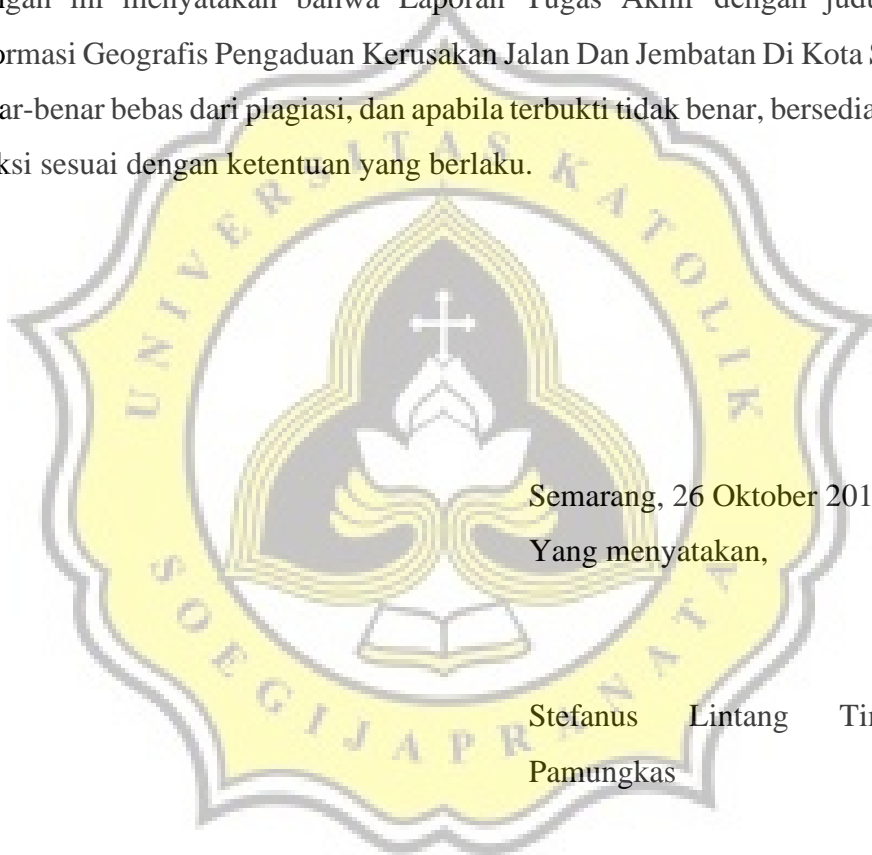 ngan ini menyatakan bahwa Laporan Tugas Akhir dengan judu
ormasi Geografis Pengaduan Kerusakan Jalan Dan Jembatan Di Kota S
ar-benar bebas dari plagiasi, dan apabila terbukti tidak benar, bersedia
ksi sesuai dengan ketentuan yang berlaku.
UNIVERSITAS KATOLIK
Semarang, 26 Oktober 201
Yang menyatakan,
SOEGIJAPRANATA
Stefanus Lintang Ti
Pamungkas